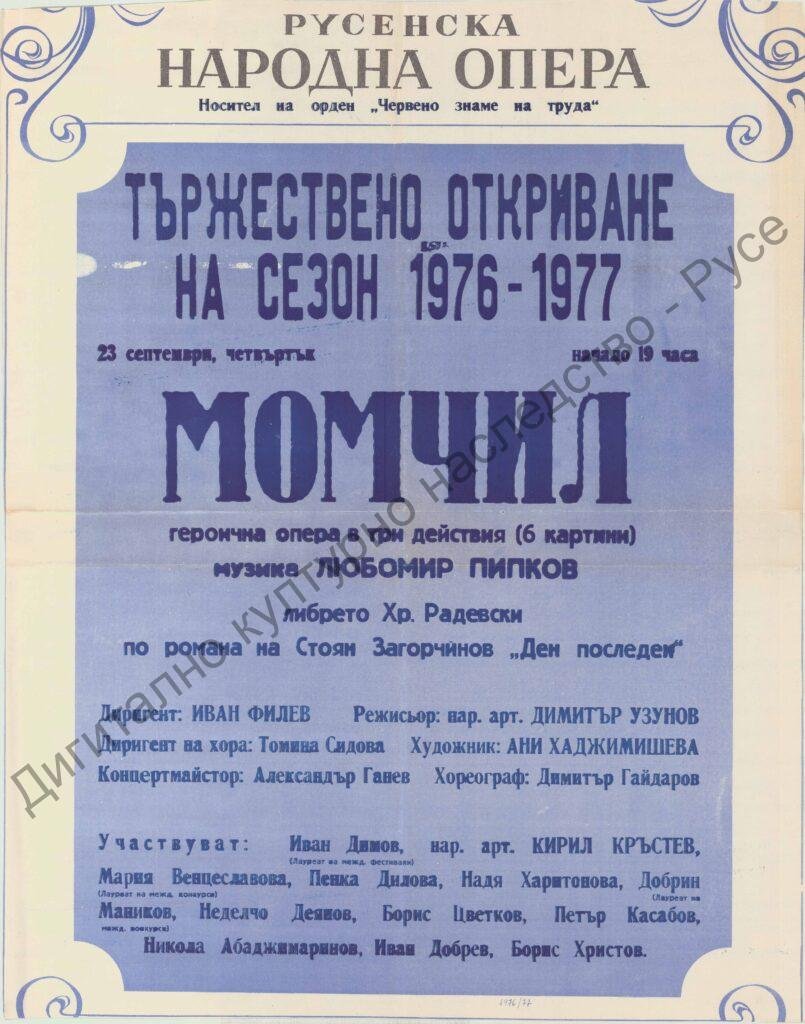 РУСЕНСКА
НАРОДНА ОПЕРА
Носител на орден „Червено знаме на труда“
ТЪРЖЕСТВЕНО ОТКРИВАНЕ
НА СЕЗОН 1976-1977
23 септември, четвъртък начало 19 часа
МОМЧИЛ
героична опера в три действия (6 картини)
музика ЛЮБОМИР ПИПКОВ
либрето Хр. Радевски
по романа на Стоян Загорчинов „Ден последен“
Диригент: ИВАН ФИЛЕВ Режисьор: нар. арт. ДИМИТЪР УЗУНОВ
Диригент на хора: Томина Сидова Художник: АНИ ХАДЖИМИШЕВА
Концертмайстор: Александър Ганев Хореограф: Димитър Гайдаров
Участвуват: Иван Димов, нар. арт. КИРИЛ КРЪСТЕВ,
(Лауреат на межд. фестивали)
Мария Венцеславова, Пенка Дилова, Надя Харитонова, Добрин
(Лауреат на межд. конкурси) (Лауреат на
Маников, Неделчо Деянов, Борис Цветков, Петър Касабов,
межд. конкурси)
Никола Абаджимаринов, Иван Добрев, Борис Христов.
1976/77
Дигитално културно наследство - Русе